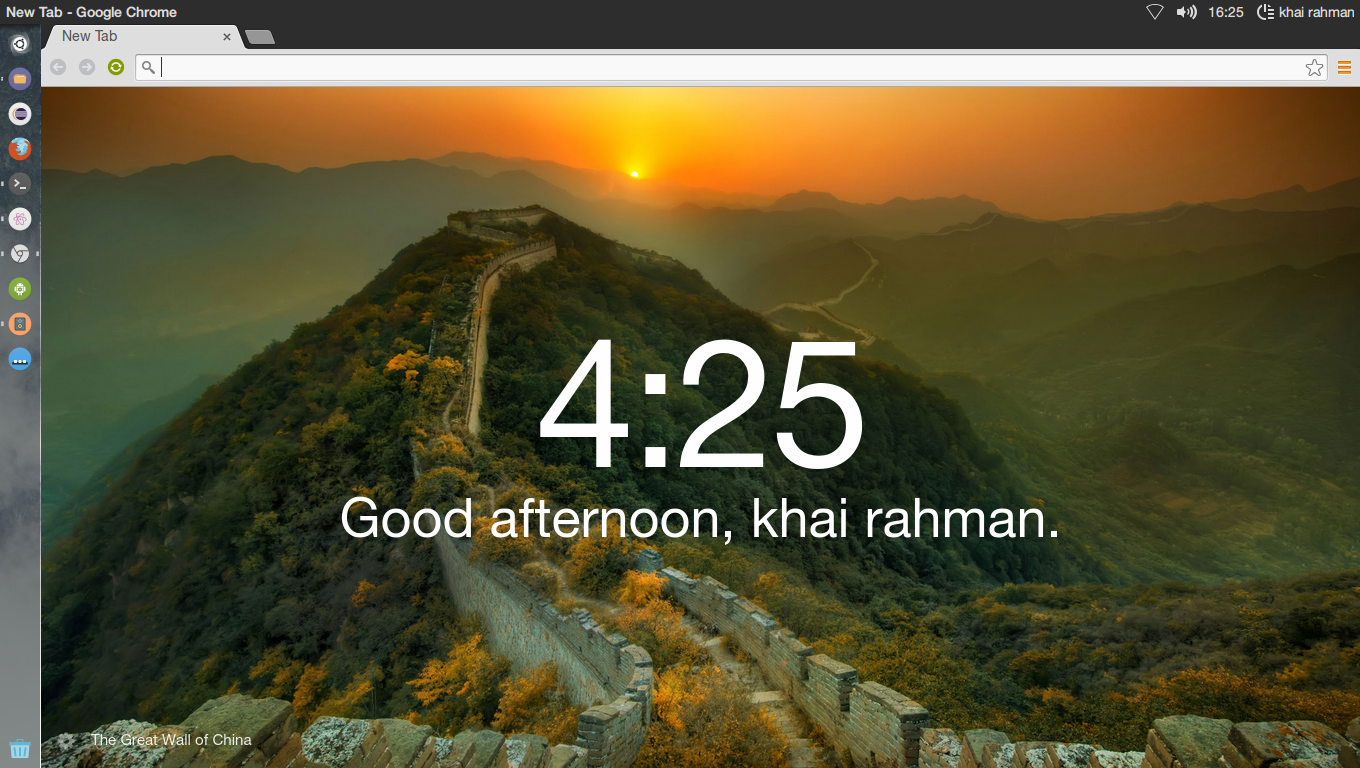 New Tab - Google Chrome
16:25
khai rahman
New Tab
4:25
Good afternoon, khai rahman.
The Great Wall of China